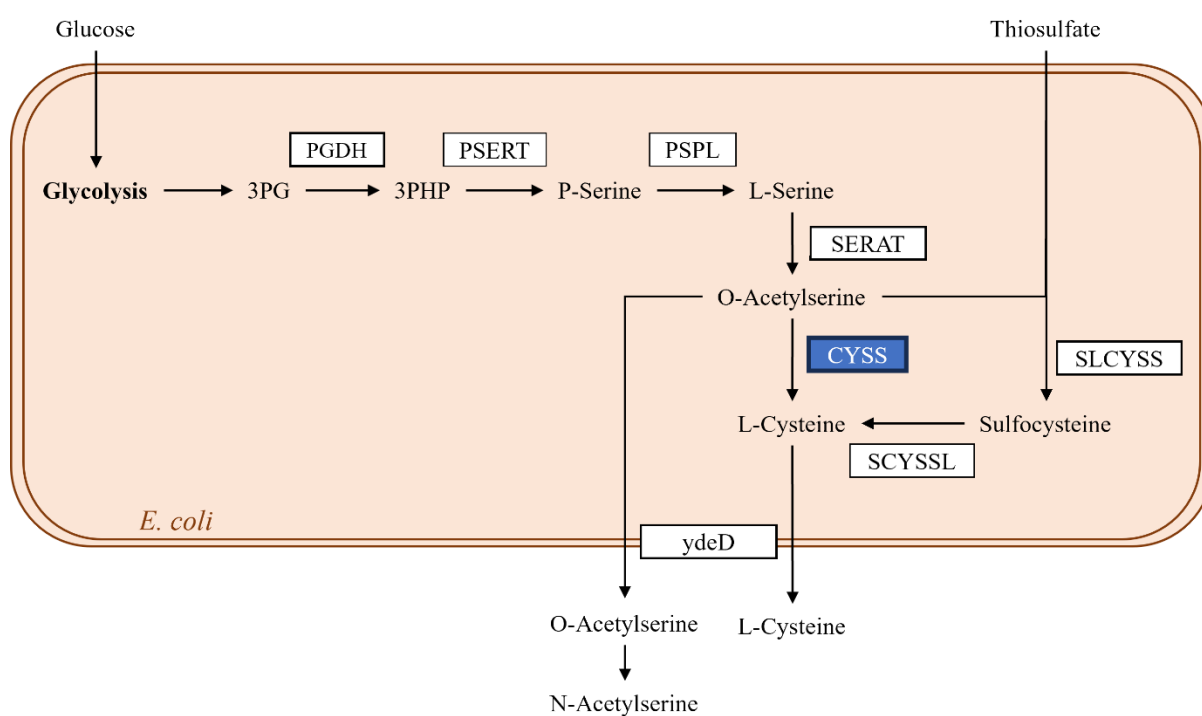 Glucose
Thiosulfate
PGDH
PSERT
PSPL
Glycolysis
3PG
3PHP
P-Serine
L-Serine
SERAT
O-Acetylserine
CYSS
SLCYSS
L-Cysteine
Sulfocysteine
SCYSSL
E. coli
ydeD
O-Acetylserine
L-Cysteine
N-Acetylserine